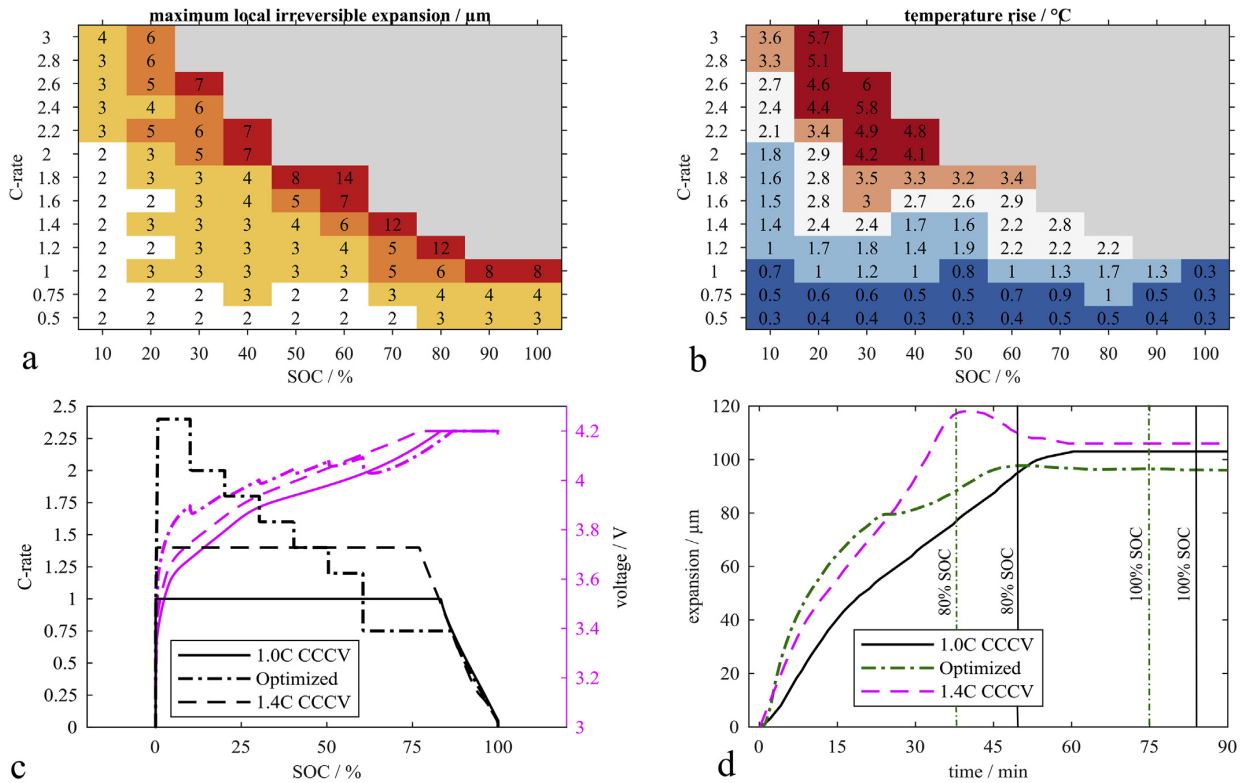 maximum local irreversible expansion / µm
3 4 6
2.8 3 6
2.6 3 5 7
2.4 3 4 6
2.2 3 5 6 7
2 2 3 5 7
1.8 2 3 3 4 8 14
1.6 2 2 3 4 5 7
1.4 2 3 3 3 4 6 12
1.2 2 2 3 3 3 4 5 12
1 2 3 3 3 3 3 5 6 8 8
0.75 2 2 2 3 2 2 3 4 4 4
0.5 2 2 2 2 2 2 2 3 3 3
C-rate
10 20 30 40 50 60 70 80 90 100
SOC / %
a
temperature rise / °C
3 3.6 5.7
2.8 3.3 5.1
2.6 2.7 4.6 6
2.4 2.4 4.4 5.8
2.2 2.1 3.4 4.9 4.8
2 1.8 2.9 4.2 4.1
1.8 1.6 2.8 3.5 3.3 3.2 3.4
1.6 1.5 2.8 3 2.7 2.6 2.9
1.4 1.4 2.4 2.4 1.7 1.6 2.2 2.8
1.2 1 1.7 1.8 1.4 1.9 2.2 2.2 2.2
1 0.7 1 1.2 1 0.8 1 1.3 1.7 1.3 0.3
0.75 0.5 0.6 0.6 0.5 0.5 0.7 0.9 1 0.5 0.3
0.5 0.3 0.4 0.3 0.3 0.3 0.4 0.5 0.5 0.4 0.3
C-rate
10 20 30 40 50 60 70 80 90 100
SOC / %
b
2.5
2.25
2
1.75
1.5
1.25
1
0.75
0.5
0.25
0
C-rate
4.2
4
3.8
3.6
3.4
3.2
3
voltage / V
1.0C CCCV
Optimized
1.4C CCCV
0 25 50 75 100
SOC / %
c
120
100
80
60
40
20
0
expansion / µm
80% SOC
80% SOC
100% SOC
100% SOC
1.0C CCCV
Optimized
1.4C CCCV
0 15 30 45 60 75 90
time / min
d